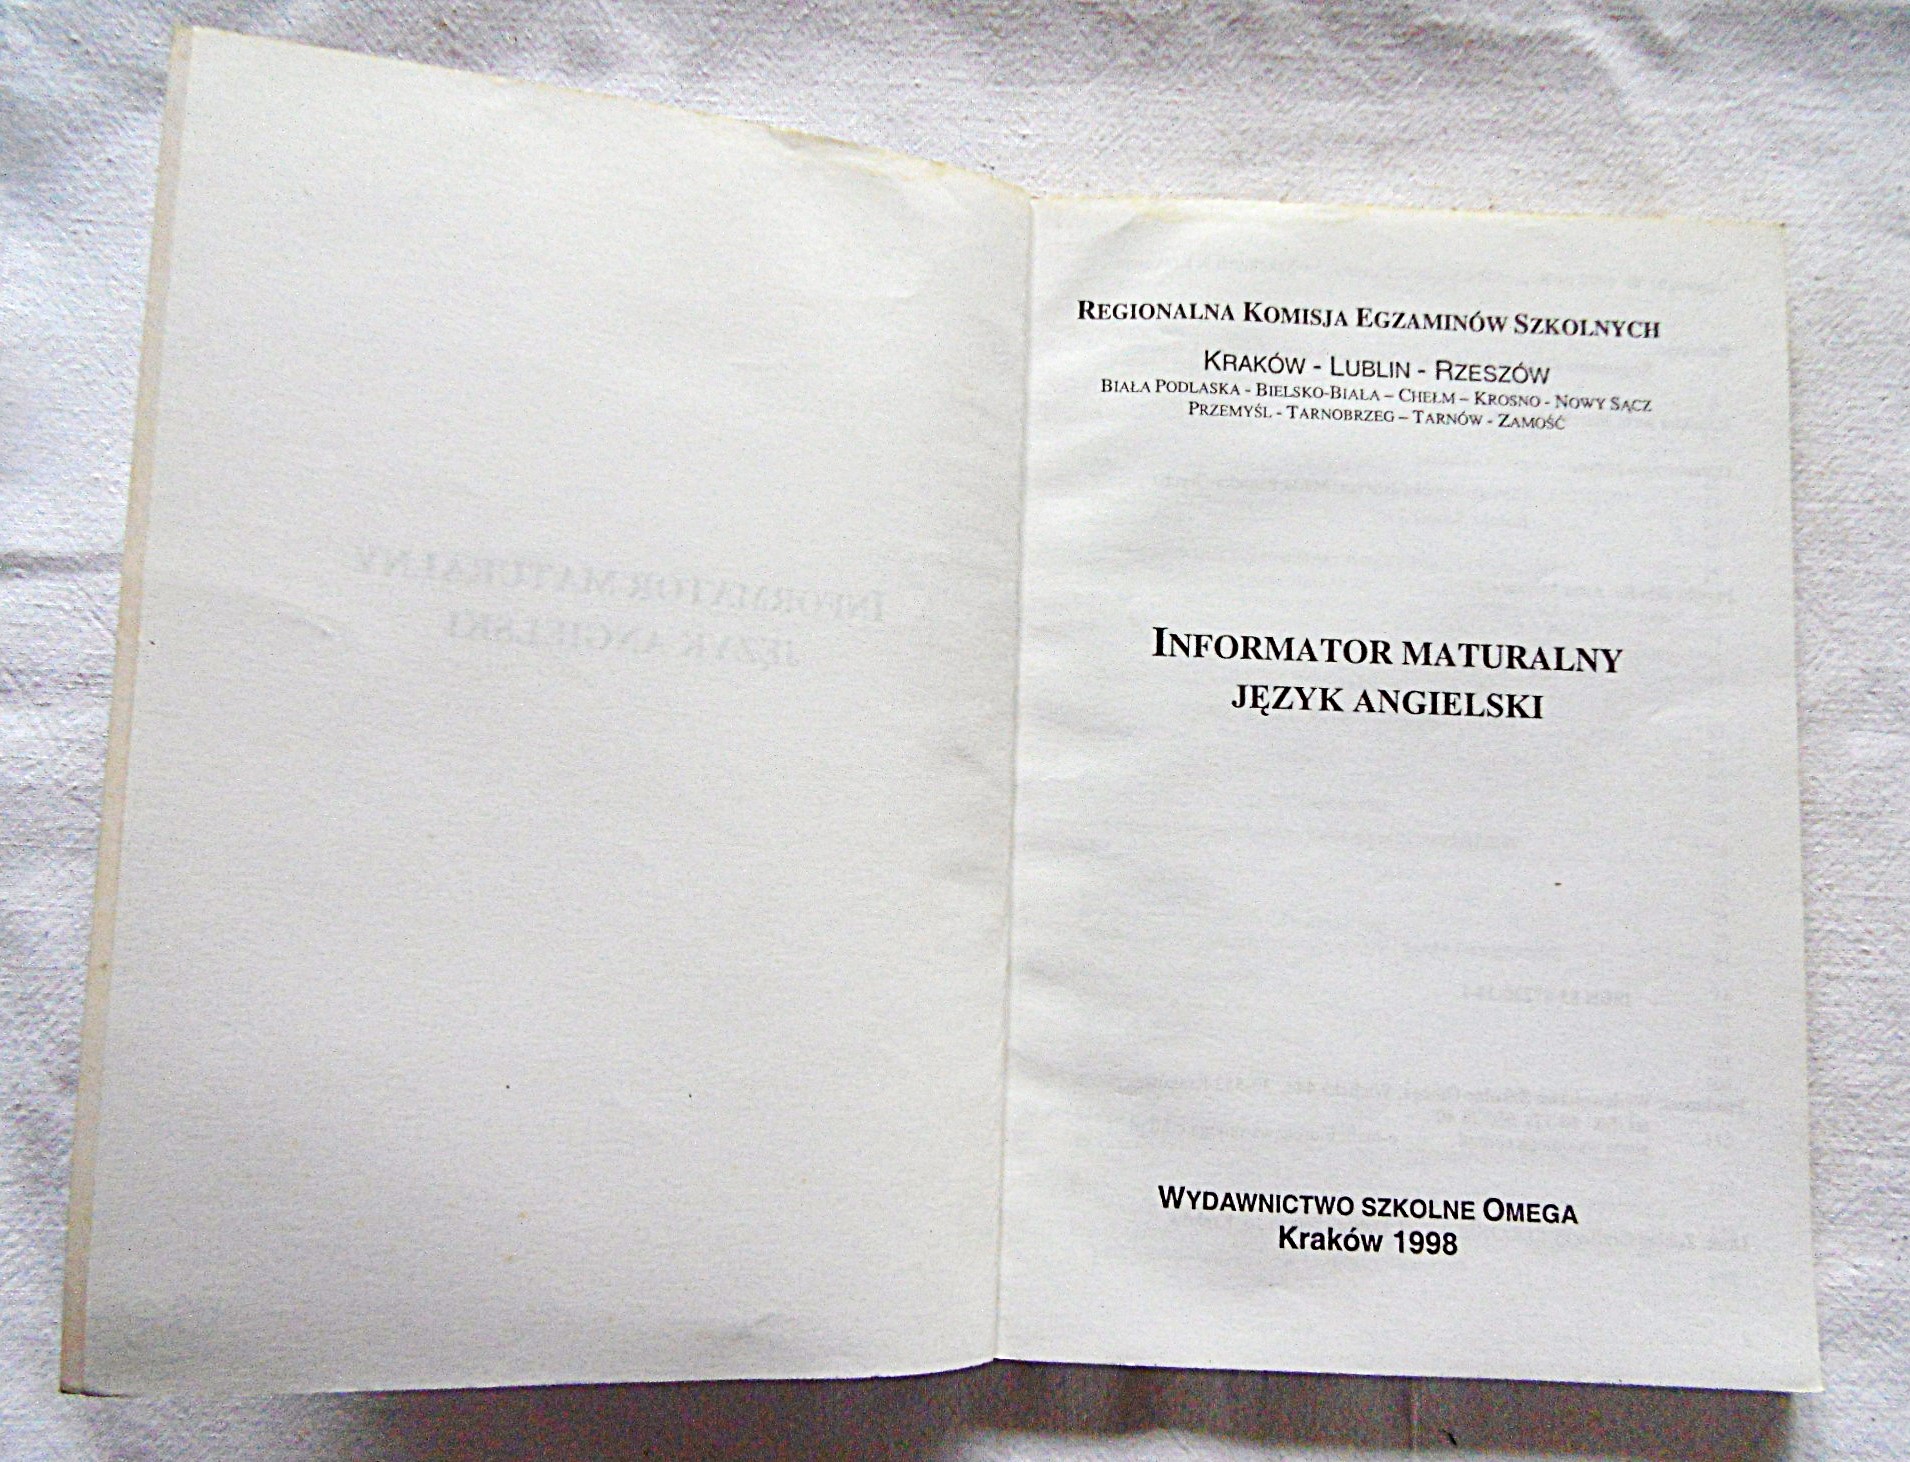 REGIONALNA KOMISJA EGZAMINÓW SZKOLNYCH
KRAKÓW - LUBLIN - RZESZÓW
BIAŁA PODLASKA - BIELSKO-BIALA – CHEŁM – KROSNO - NOWY SĄCZ
PRZEMYŚL - TARNOBRZEG – TARNÓW - ZAMOŚĆ
INFORMATOR MATURALNY
JĘZYK ANGIELSKI
WYDAWNICTWO SZKOLNE OMEGA
Kraków 1998